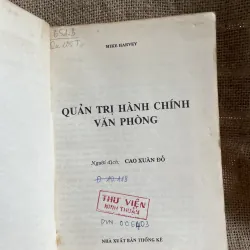 MIKE HARVEY
QUẢN TRỊ HÀNH CHÍNH
VĂN PHÒNG
Người dịch: CAO XUÂN ĐỖ
THƯ VIỆN
NINH THUẬN
NHÀ XUẤT BẢN THỐNG KÊ